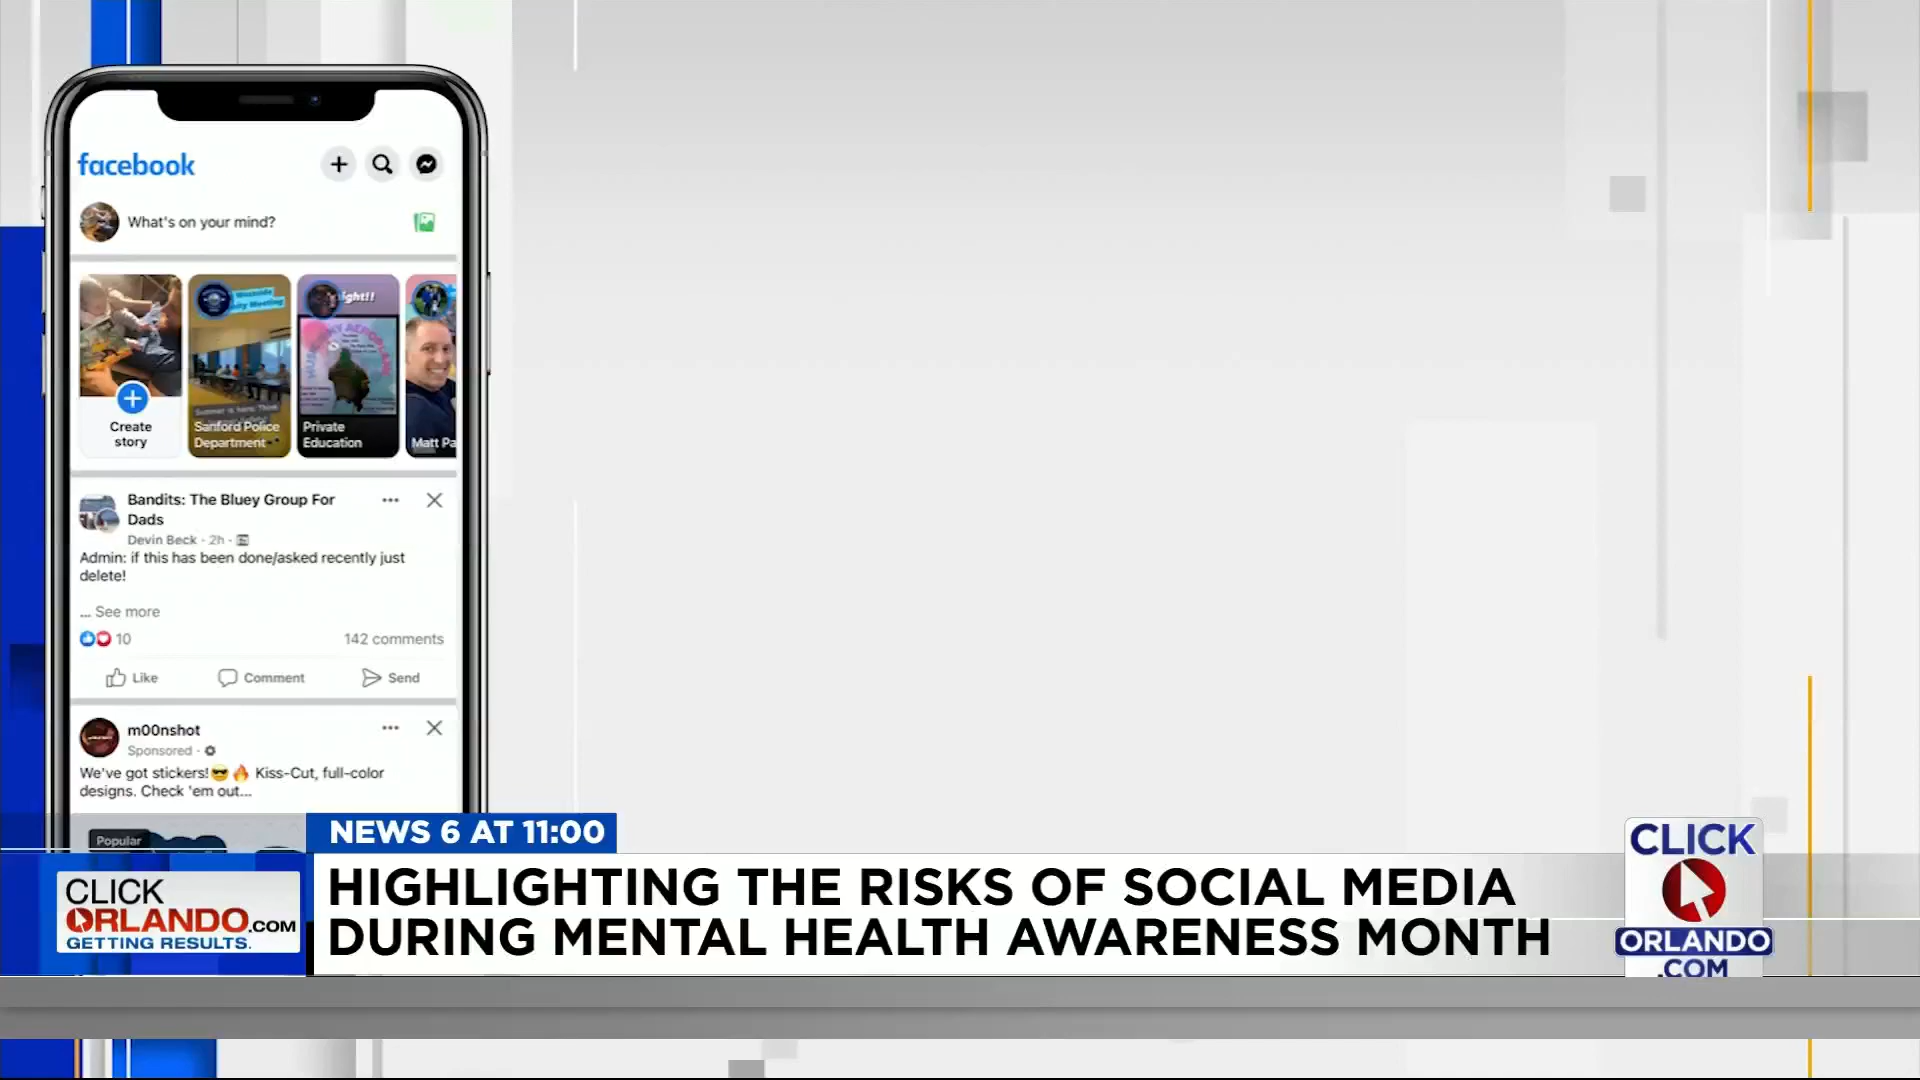 facebook
What's on your mind?
Create
story
Sanford Police
Department
Private
Education
Matt Pa
Bandits: The Bluey Group For
Dads
Devin Beck · 2h ·
Admin: if this has been done/asked recently just
delete!
... See more
10
142 comments
Like
Comment
Send
m00nshot
Sponsored ·
We've got stickers!😎🔥 Kiss-Cut, full-color
designs. Check 'em out...
Popular
NEWS 6 AT 11:00
HIGHLIGHTING THE RISKS OF SOCIAL MEDIA
DURING MENTAL HEALTH AWARENESS MONTH
CLICK
ORLANDO.COM
GETTING RESULTS.
CLICK
ORLANDO
.COM